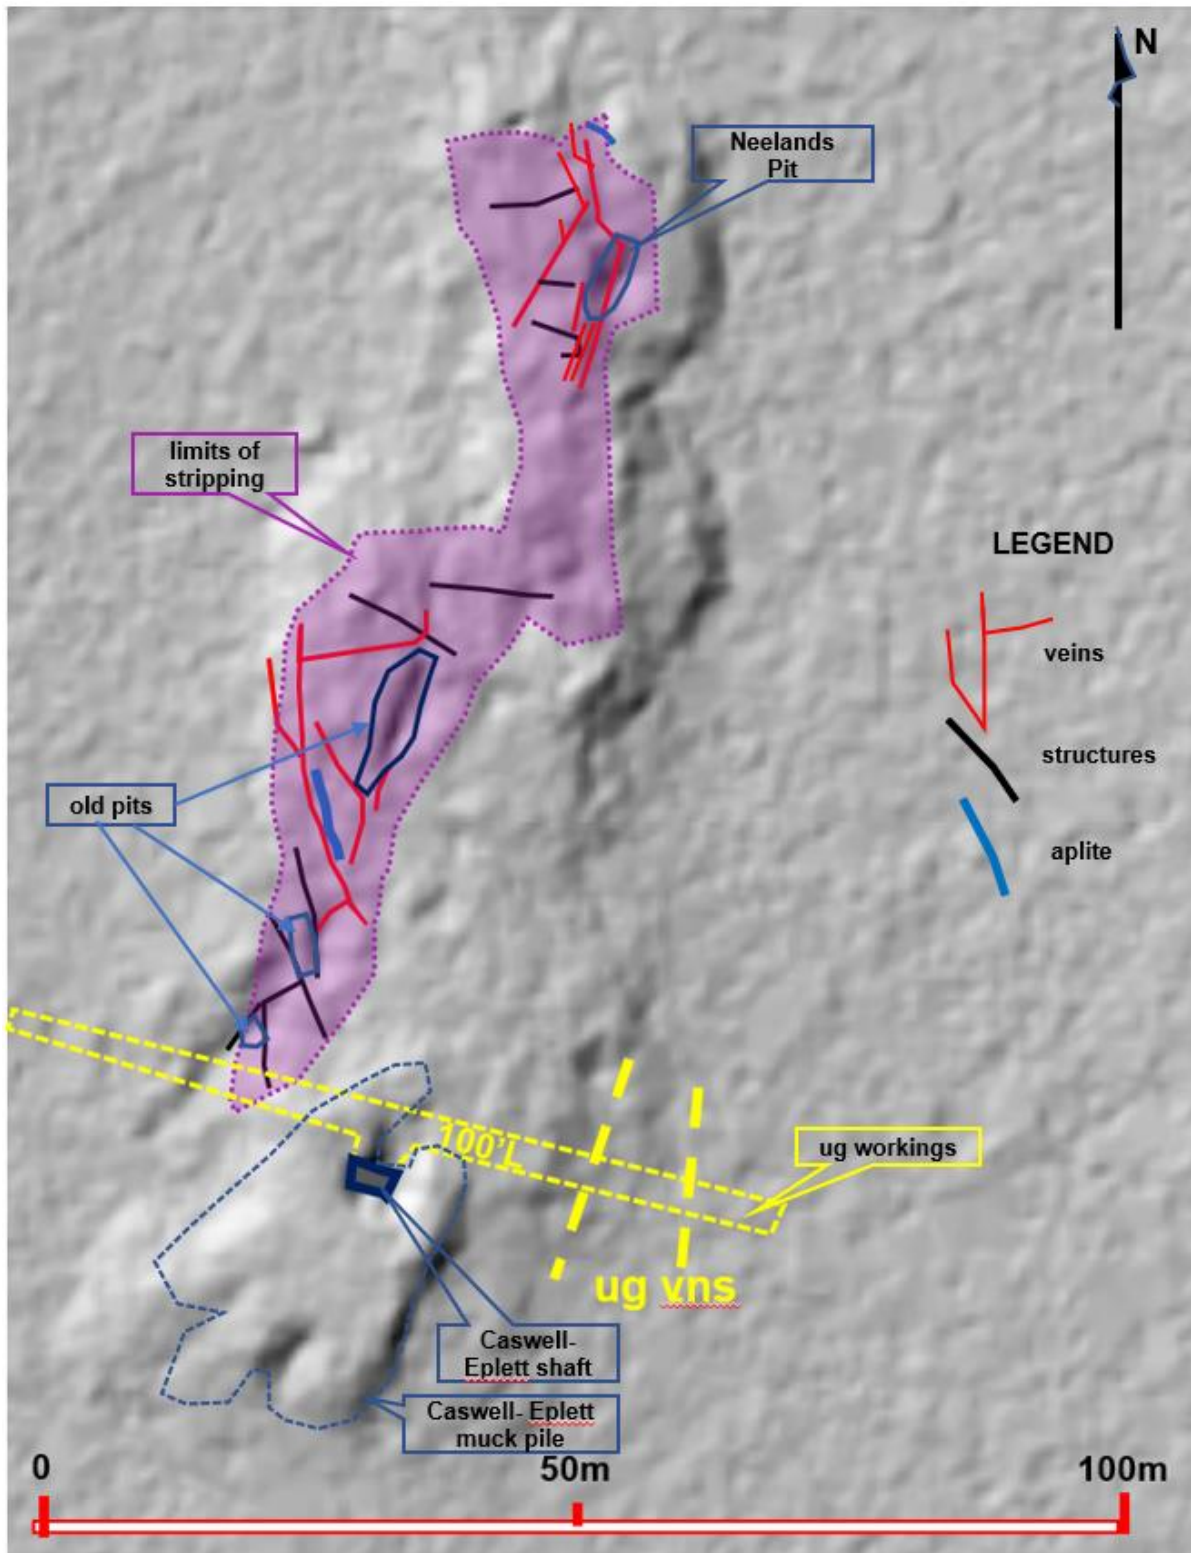 N
Neelands
Pit
limits of
stripping
LEGEND
veins
structures
old pits
aplite
100'L
ug workings
ug vns
Caswell-
Eplett shaft
Caswell- Eplett
muck pile
0
50m
100m